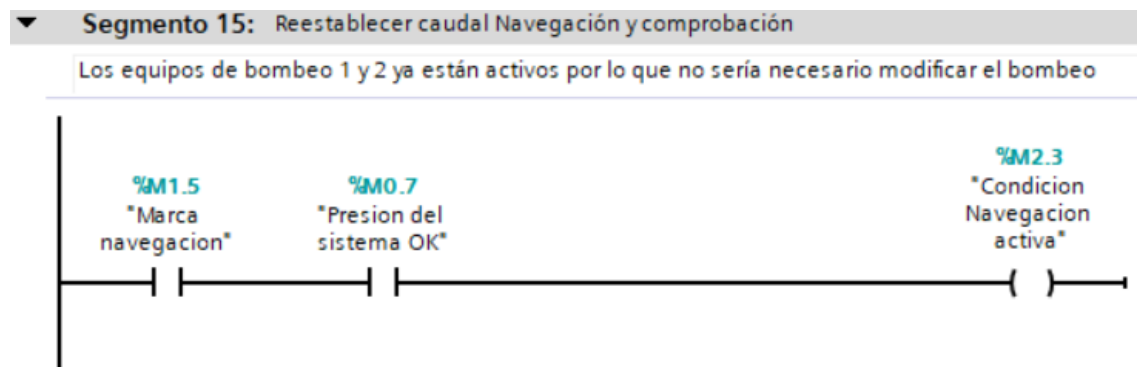 Segmento 15: Reestablecer caudal Navegación y comprobación
Los equipos de bombeo 1 y 2 ya están activos por lo que no sería necesario modificar el bombeo
%M2.3
"Condicion
Navegacion
activa"
%M1.5
"Marca
navegacion"
%M0.7
"Presion del
sistema OK"